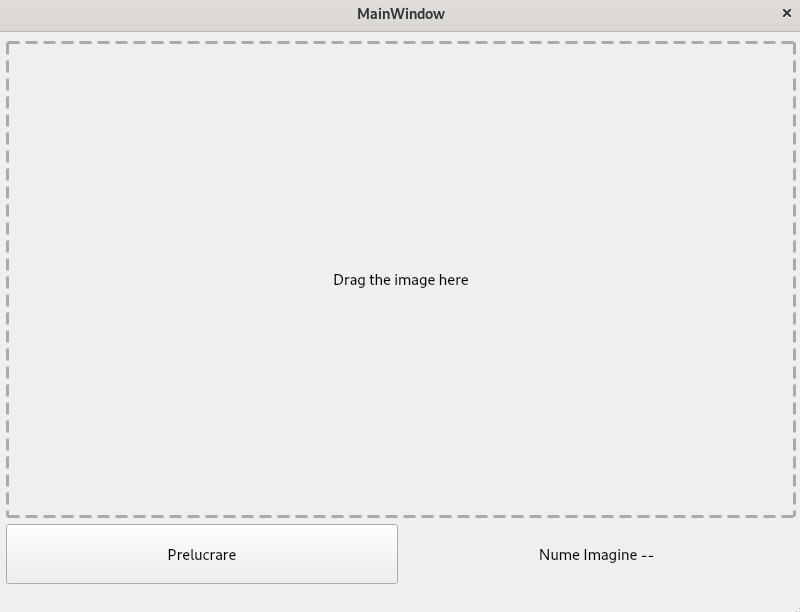 MainWindow
Drag the image here
Prelucrare
Nume Imagine --